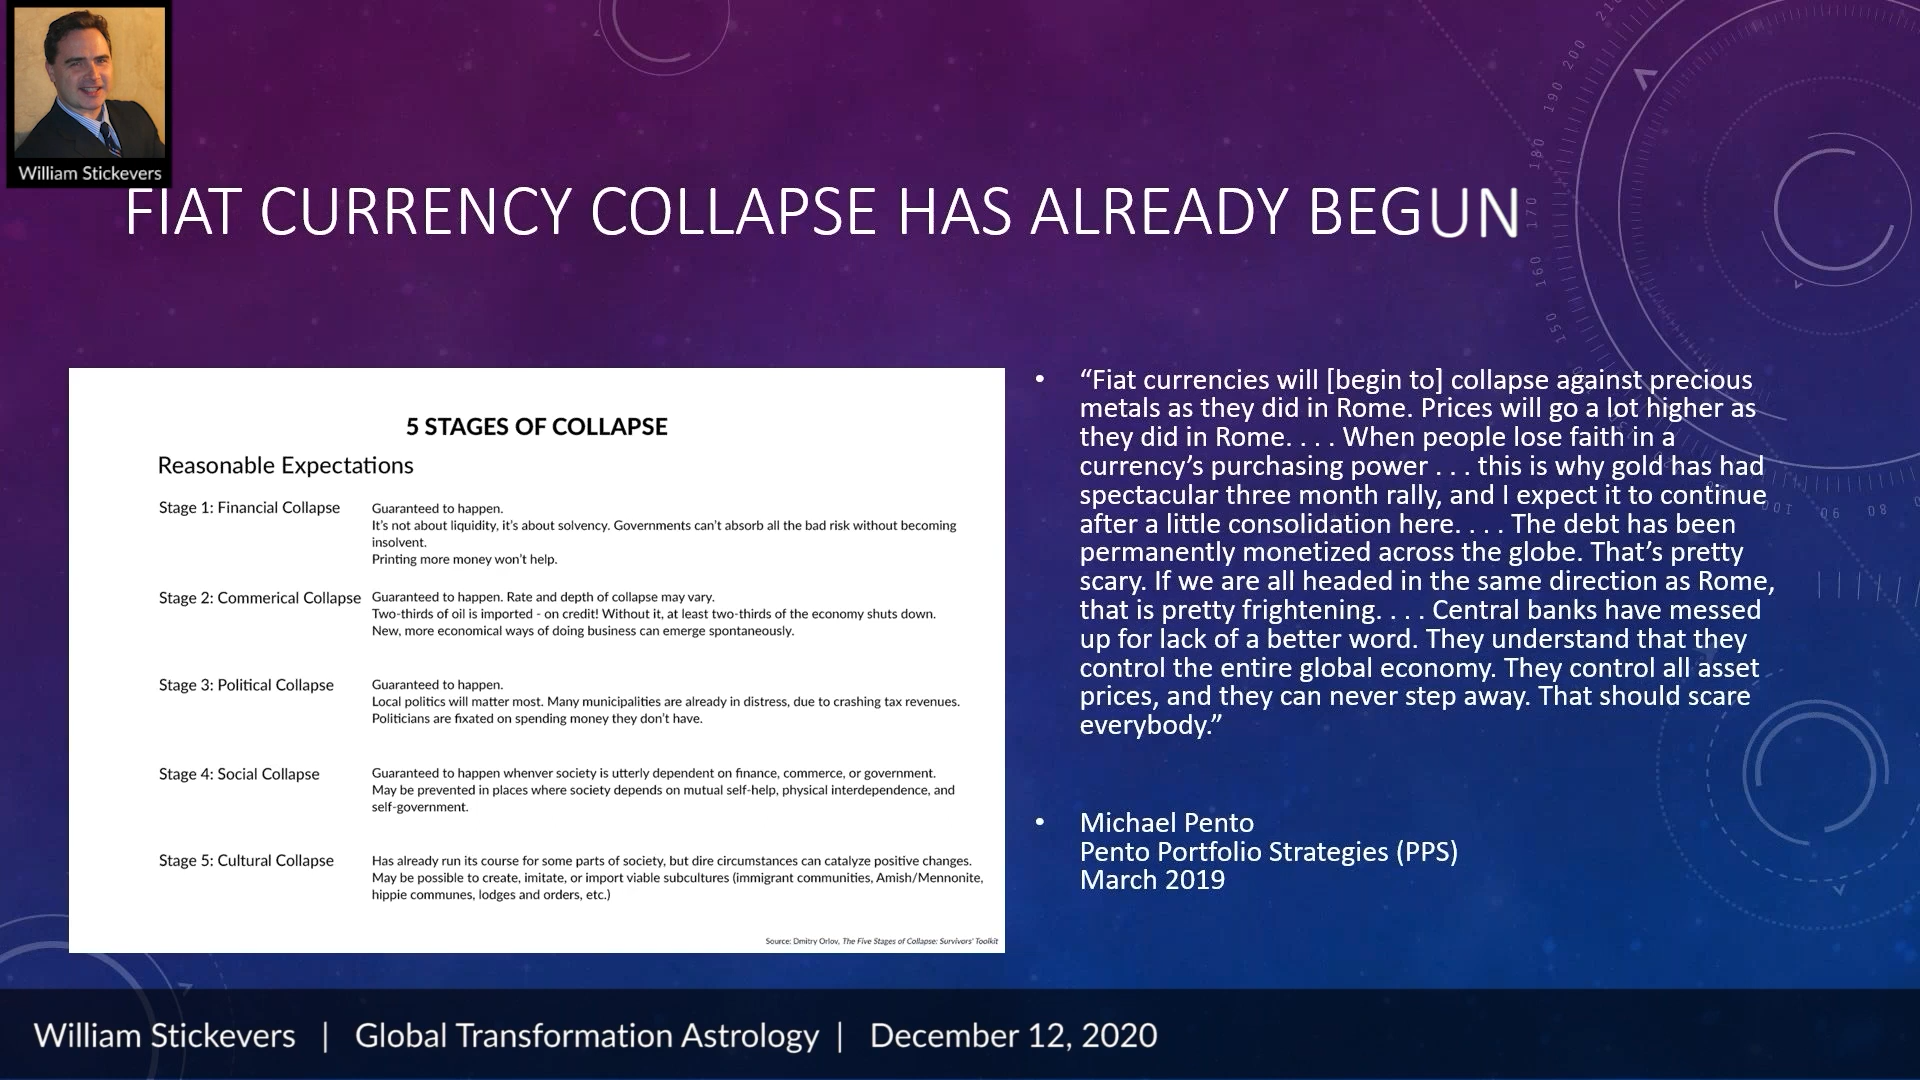 William Stickevers
FIAT CURRENCY COLLAPSE HAS ALREADY BEGUN
5 STAGES OF COLLAPSE
Reasonable Expectations
Stage 1: Financial Collapse
Guaranteed to happen.
It's not about liquidity, it's about solvency. Governments can't absorb all the bad risk without becoming
insolvent.
Printing more money won't help.
Stage 2: Commerical Collapse
Guaranteed to happen. Rate and depth of collapse may vary.
Two-thirds of oil is imported - on credit! Without it, at least two-thirds of the economy shuts down.
New, more economical ways of doing business can emerge spontaneously.
Stage 3: Political Collapse
Guaranteed to happen.
Local politics will matter most. Many municipalities are already in distress, due to crashing tax revenues.
Politicians are fixated on spending money they don't have.
Stage 4: Social Collapse
Guaranteed to happen whenver society is utterly dependent on finance, commerce, or government.
May be prevented in places where society depends on mutual self-help, physical interdependence, and
self-government.
Stage 5: Cultural Collapse
Has already run its course for some parts of society, but dire circumstances can catalyze positive changes.
May be possible to create, imitate, or import viable subcultures (immigrant communities, Amish/Mennonite,
hippie communes, lodges and orders, etc.)
Source: Dmitry Orlov, The Five Stages of Collapse: Survivors' Toolkit
• "Fiat currencies will [begin to] collapse against precious
metals as they did in Rome. Prices will go a lot higher as
they did in Rome. . . . When people lose faith in a
currency's purchasing power . . . this is why gold has had
spectacular three month rally, and I expect it to continue
after a little consolidation here. . . . The debt has been
permanently monetized across the globe. That's pretty
scary. If we are all headed in the same direction as Rome,
that is pretty frightening. . . . Central banks have messed
up for lack of a better word. They understand that they
control the entire global economy. They control all asset
prices, and they can never step away. That should scare
everybody."
• Michael Pento
Pento Portfolio Strategies (PPS)
March 2019
210
200
190
180
170
160
150
100
90
80
William Stickevers | Global Transformation Astrology | December 12, 2020